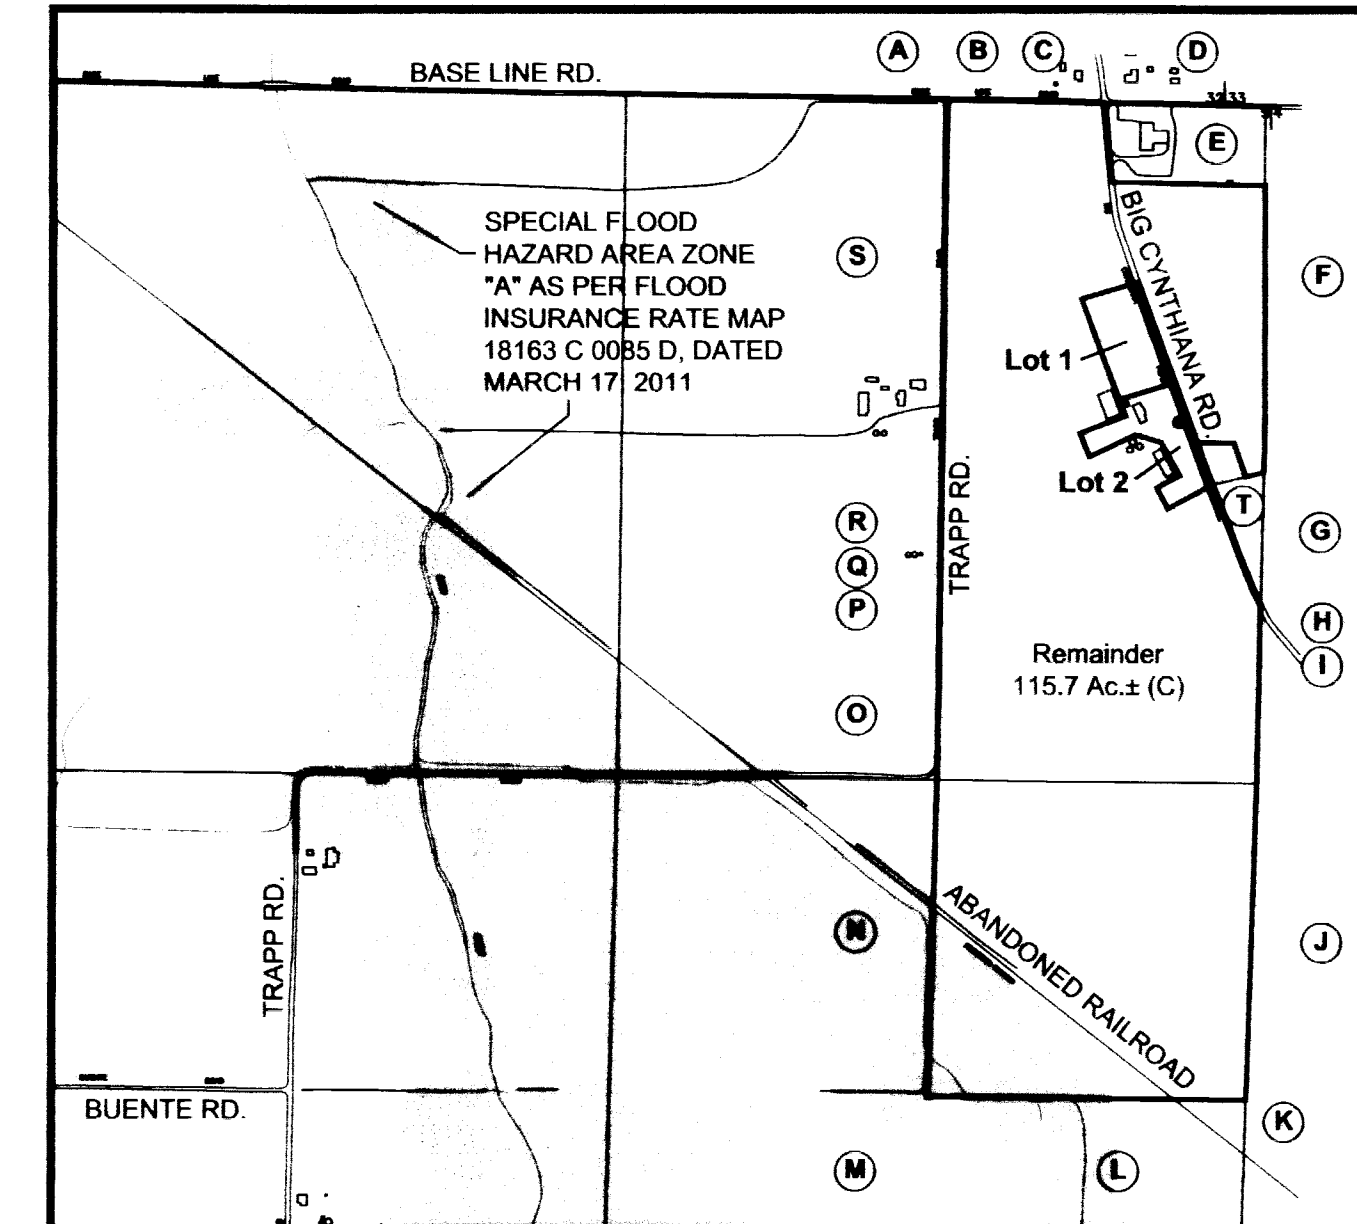 A B C D
BASE LINE RD.
32 33
E
BIG CYNTHIANA RD.
SPECIAL FLOOD
HAZARD AREA ZONE
"A" AS PER FLOOD
INSURANCE RATE MAP
18163 C 0085 D, DATED
MARCH 17, 2011
S
F
Lot 1
Lot 2
TRAPP RD.
T
R
G
Q
P
H
I
Remainder
115.7 Ac.± (C)
O
TRAPP RD.
N
ABANDONED RAILROAD
J
BUENTE RD.
K
M
L